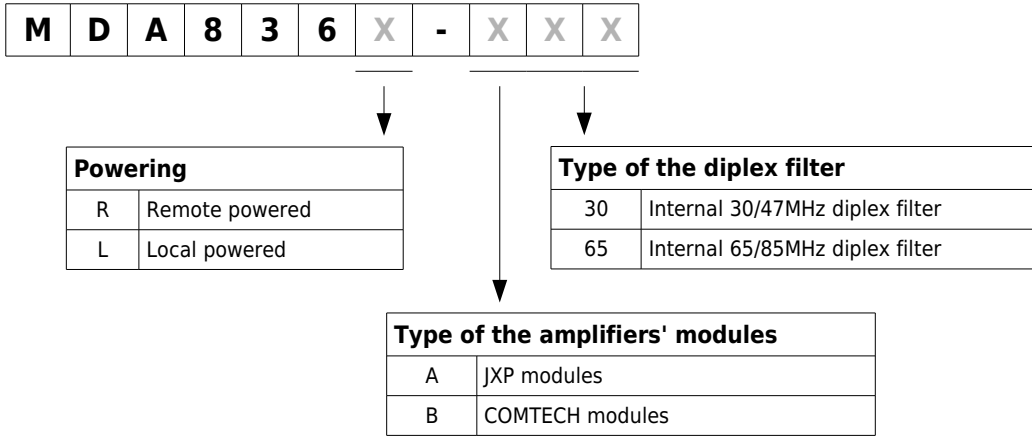 M D A 8 3 6 X - X X X
Powering
R Remote powered
L Local powered
Type of the diplex filter
30 Internal 30/47MHz diplex filter
65 Internal 65/85MHz diplex filter
Type of the amplifiers' modules
A JXP modules
B COMTECH modules